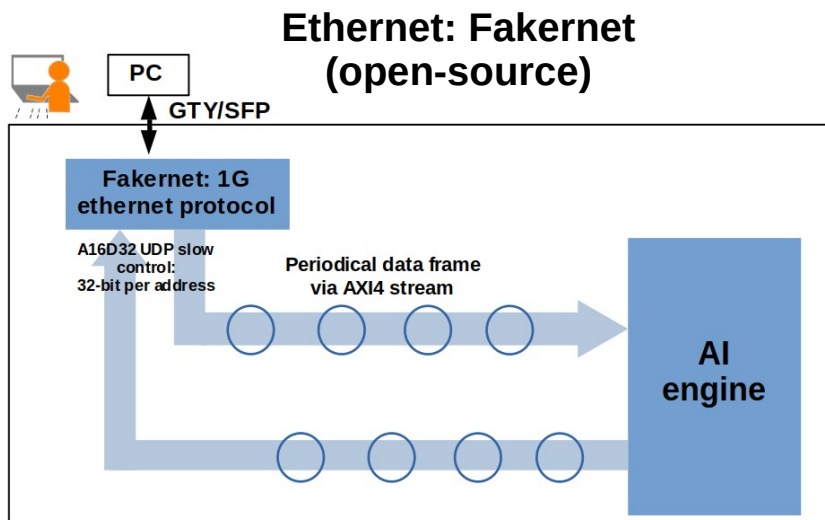 Ethernet: Fakernet
(open-source)
PC
GTY/SFP
Fakernet: 1G
ethernet protocol
A16D32 UDP slow
control:
32-bit per address
Periodical data frame
via AXI4 stream
AI
engine